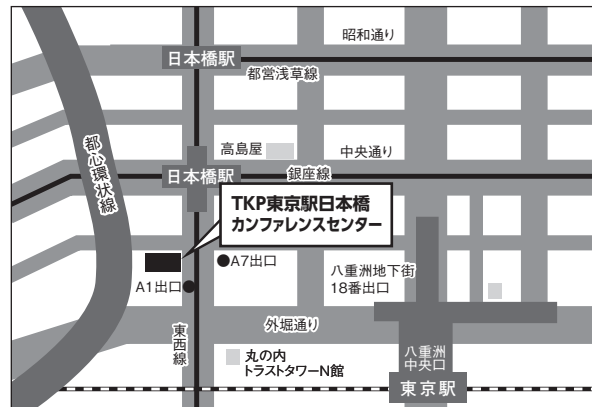 昭和通り
日本橋駅
都営浅草線
都心環状線
高島屋
中央通り
日本橋駅
銀座線
TKP東京駅日本橋
カンファレンスセンター
A7出口
八重洲地下街
18番出口
A1出口
外堀通り
東西線
丸の内
トラストタワーN館
八重洲
中央口
東京駅